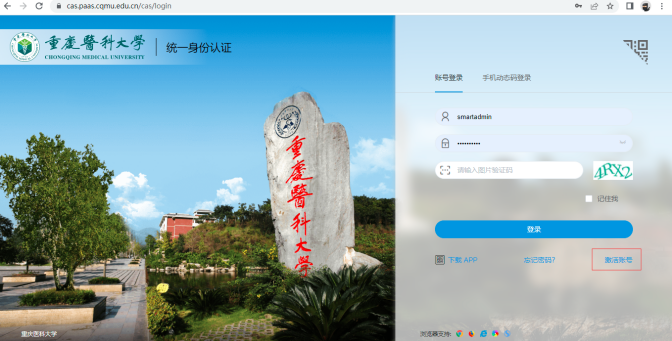 cas.paas.cqmu.edu.cn/cas/login
重慶醫科大學
CHONGQING MEDICAL UNIVERSITY
统一身份认证
重慶醫科大學
重庆医科大学
账号登录
手机动态码登录
smartadmin
••••••••••
请输入图片验证码
4RX2
记住我
登录
下载 APP
忘记密码?
激活账号
浏览器支持: